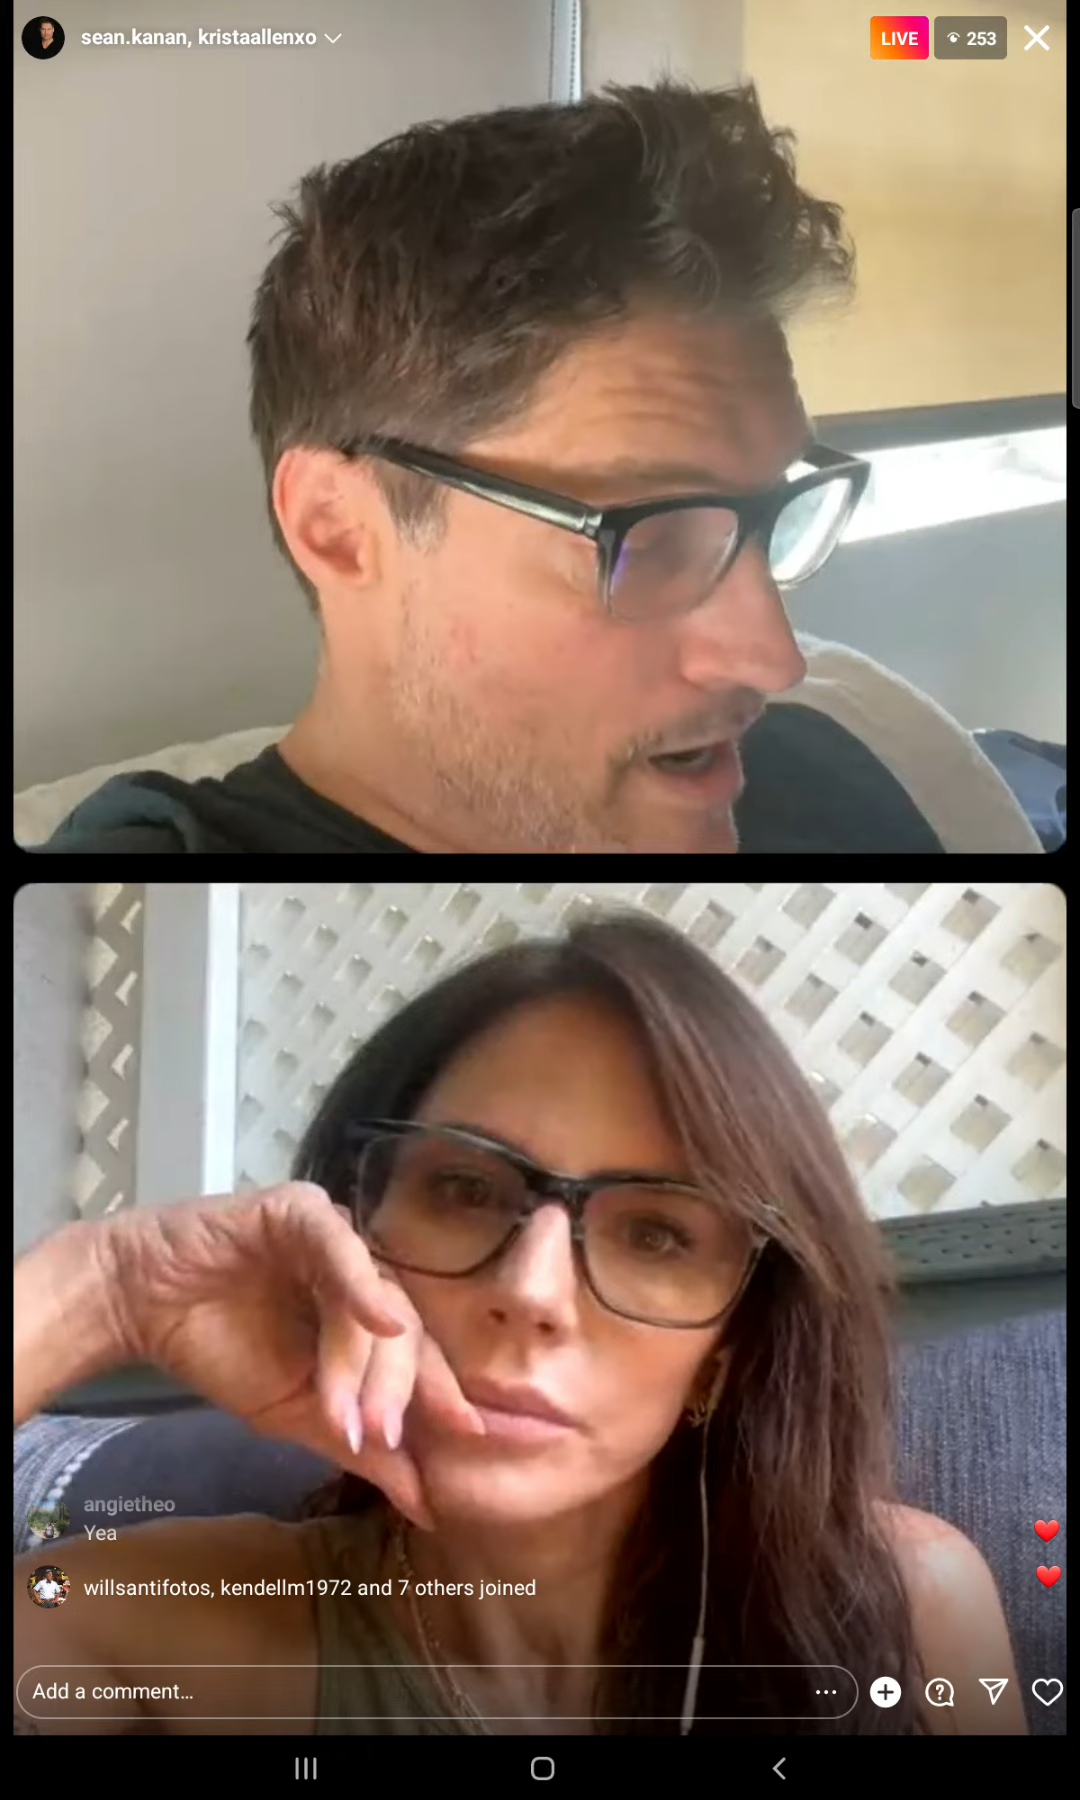 sean.kanan, kristaallenxo
LIVE
253
angietheo
Yea
willsantifotos, kendellm1972 and 7 others joined
Add a comment...